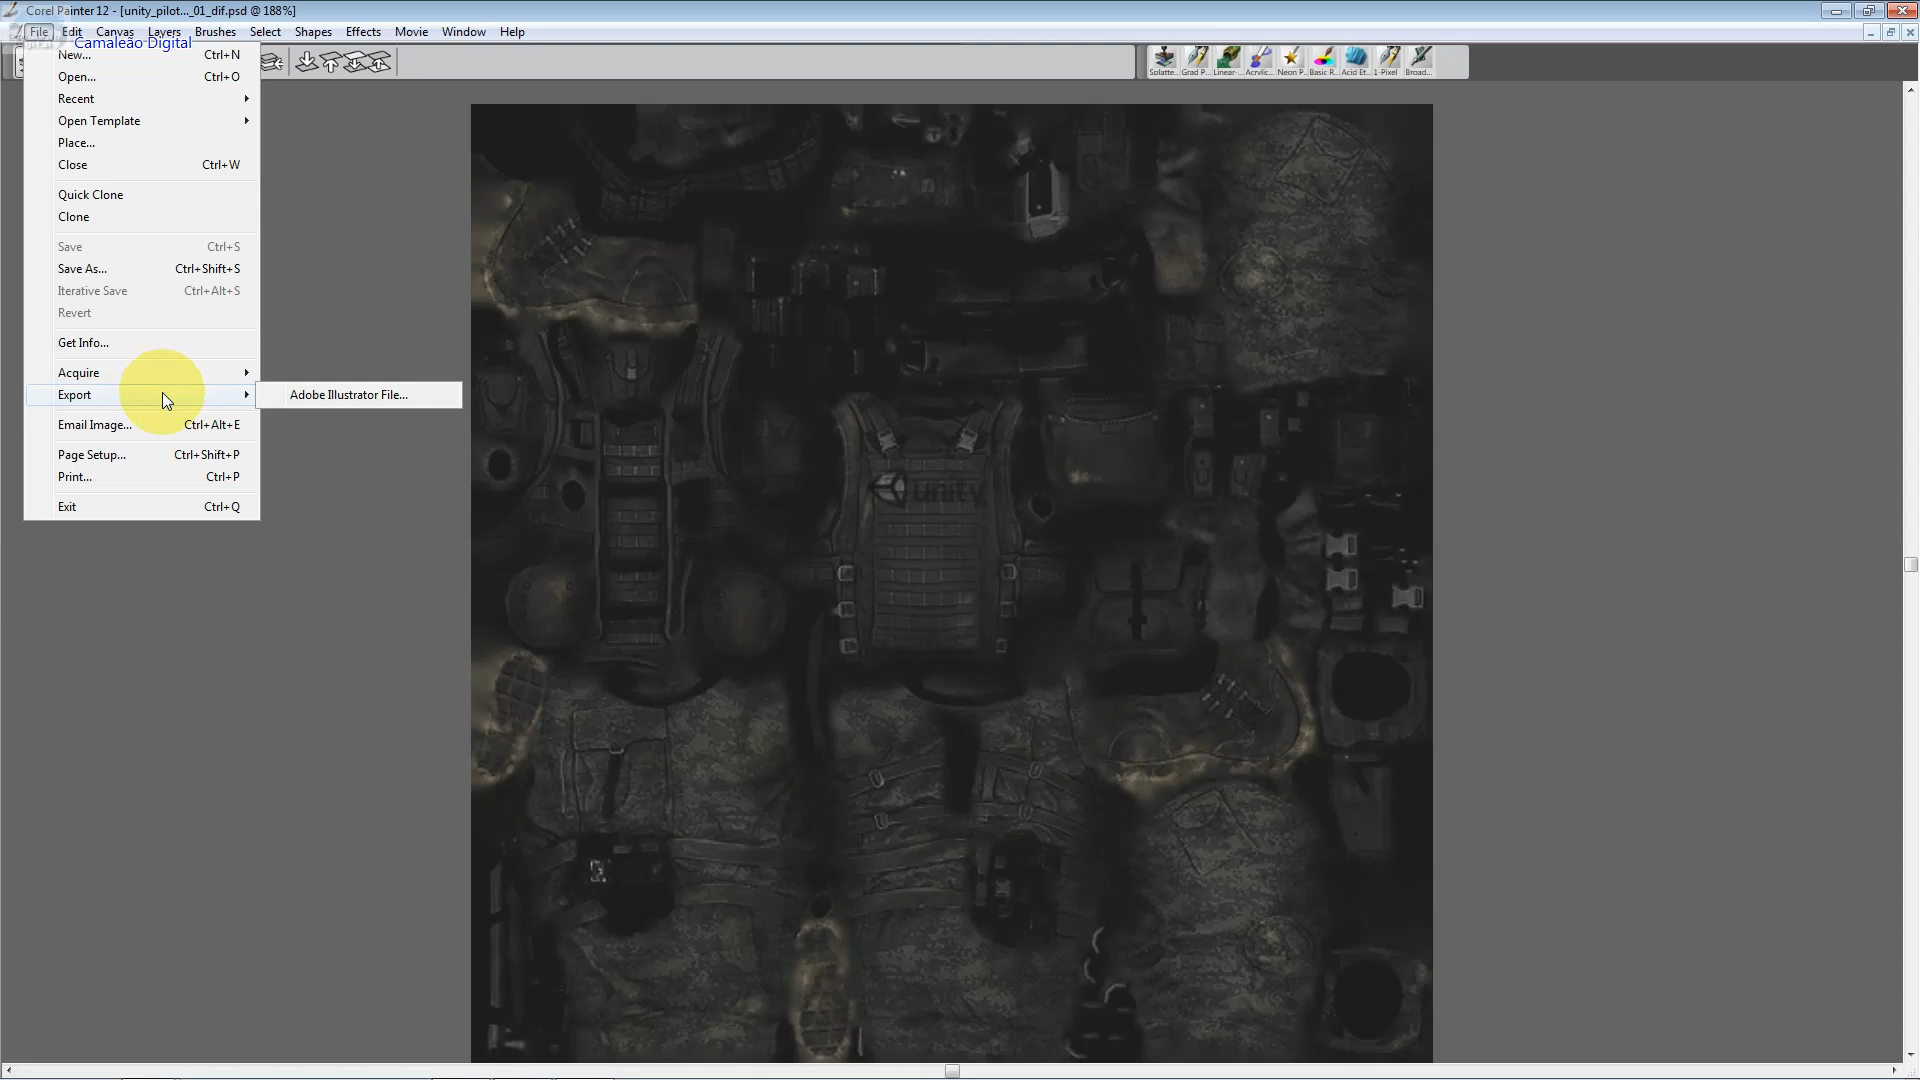 Corel Painter 12 - [unity_pilot..._01_dif.psd @ 188%]
File Edit Canvas Layers Brushes Select Shapes Effects Movie Window Help
Camaleão Digital
New... Ctrl+N
Open... Ctrl+O
Recent
Open Template
Place...
Close Ctrl+W
Quick Clone
Clone
Save Ctrl+S
Save As... Ctrl+Shift+S
Iterative Save Ctrl+Alt+S
Revert
Get Info...
Acquire
Export
Adobe Illustrator File...
Email Image... Ctrl+Alt+E
Page Setup... Ctrl+Shift+P
Print... Ctrl+P
Exit Ctrl+Q
Splatte... Grad P... Linear-... Acrylic... Neon P... Basic R... Acid Et... 1-Pixel Broad...
unity